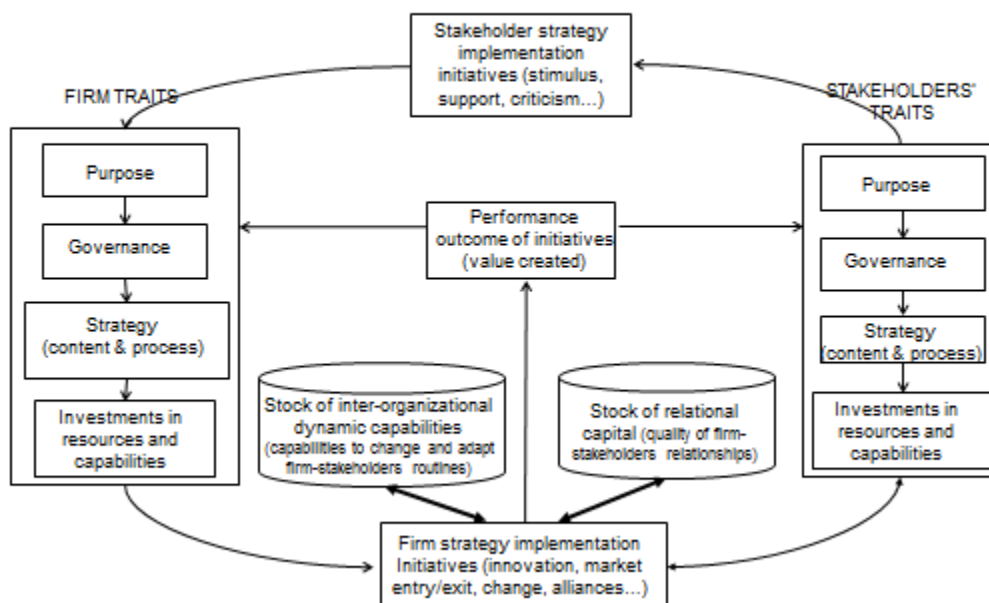 Stakeholder strategy
implementation
initiatives (stimulus,
support, criticism...)
FIRM TRAITS
STAKEHOLDERS'
TRAITS
Purpose
Governance
Strategy
(content & process)
Investments in
resources and
capabilities
Performance
outcome of initiatives
(value created)
Purpose
Governance
Strategy
(content & process)
Investments in
resources and
capabilities
Stock of inter-organizational
dynamic capabilities
(capabilities to change and adapt
firm-stakeholders routines)
Stock of relational
capital (quality of firm-
stakeholders relationships)
Firm strategy implementation
Initiatives (innovation, market
entry/exit, change, alliances...)